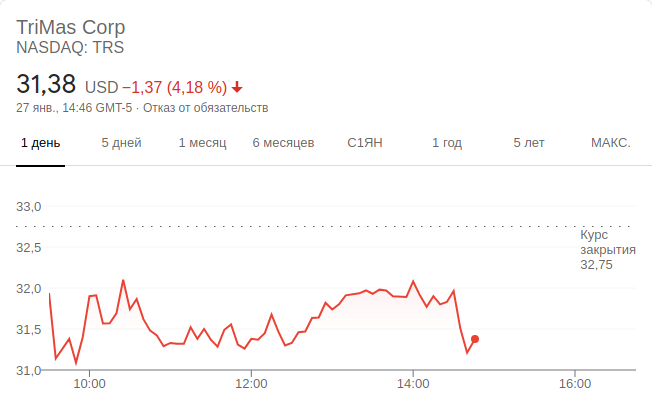 TriMas Corp
NASDAQ: TRS
31,38 USD −1,37 (4,18 %)
27 янв., 14:46 GMT-5 · Отказ от обязательств
1 день 5 дней 1 месяц 6 месяцев С1ЯН 1 год 5 лет МАКС.
33,0
Курс
32,5 закрытия
32,75
32,0
31,5
31,0
10:00 12:00 14:00 16:00